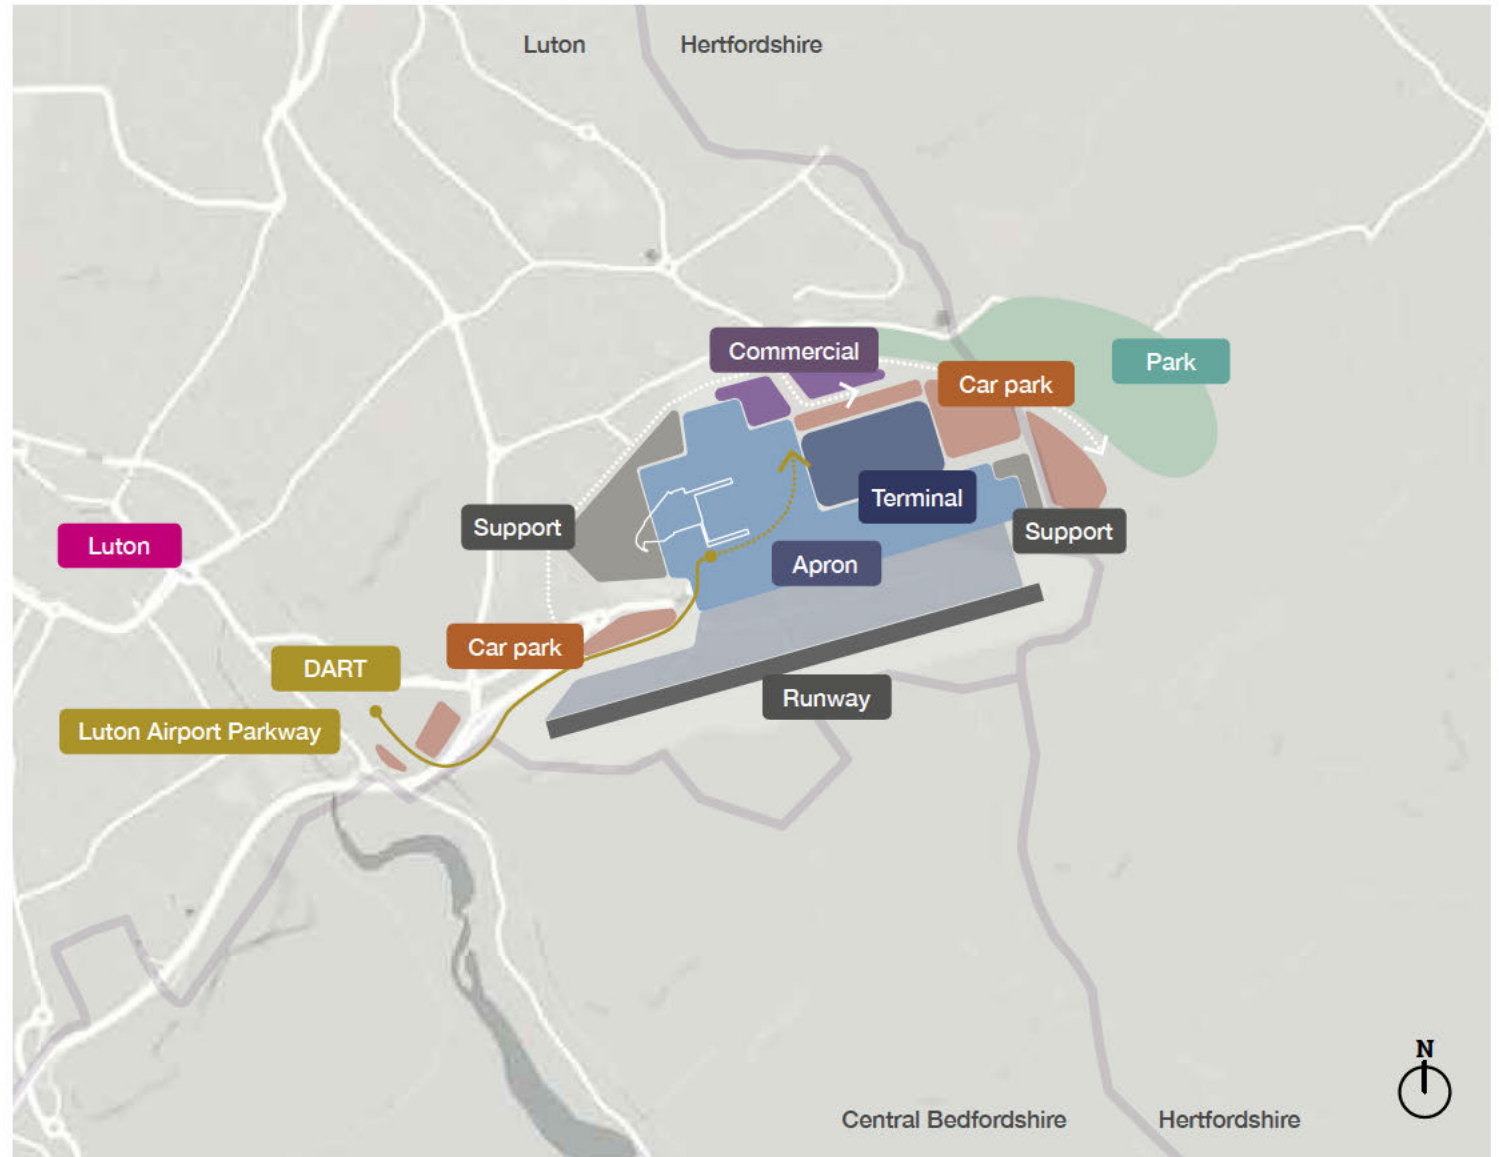 Luton
Hertfordshire
Commercial
Park
Car park
Terminal
Support
Support
Luton
Apron
Car park
DART
Runway
Luton Airport Parkway
N
Central Bedfordshire
Hertfordshire